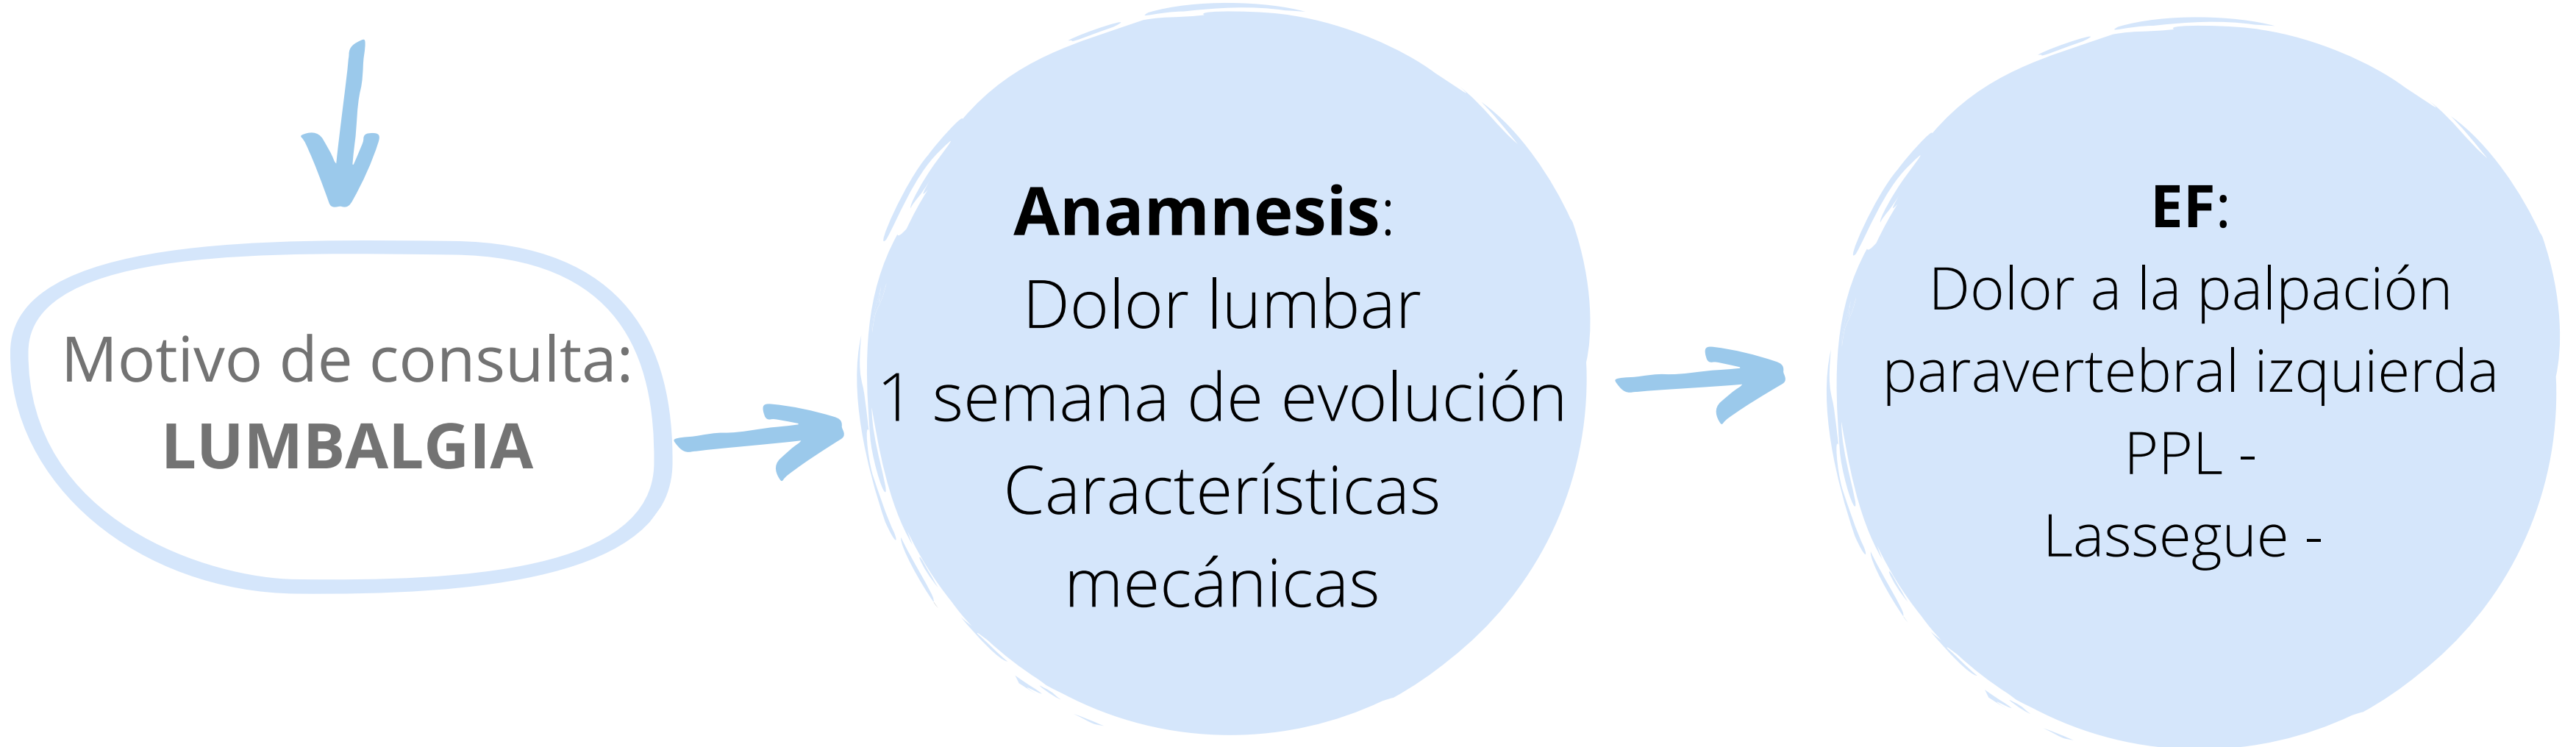 Motivo de consulta:
LUMBALGIA
Anamnesis:
Dolor lumbar
1 semana de evolución
Características
mecánicas
EF:
Dolor a la palpación
paravertebral izquierda
PPL -
Lassegue -